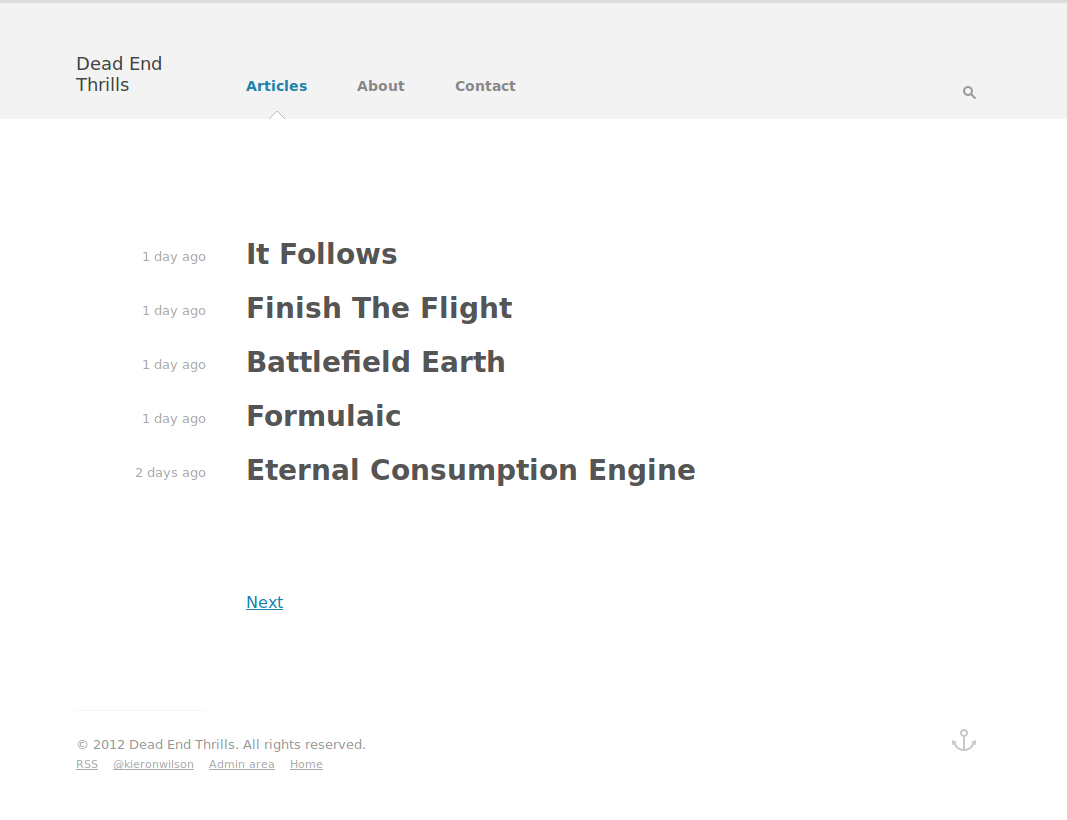 Dead End
Thrills
Articles About Contact
1 day ago It Follows
1 day ago Finish The Flight
1 day ago Battlefield Earth
1 day ago Formulaic
2 days ago Eternal Consumption Engine
Next
© 2012 Dead End Thrills. All rights reserved.
RSS @kieronwilson Admin area Home